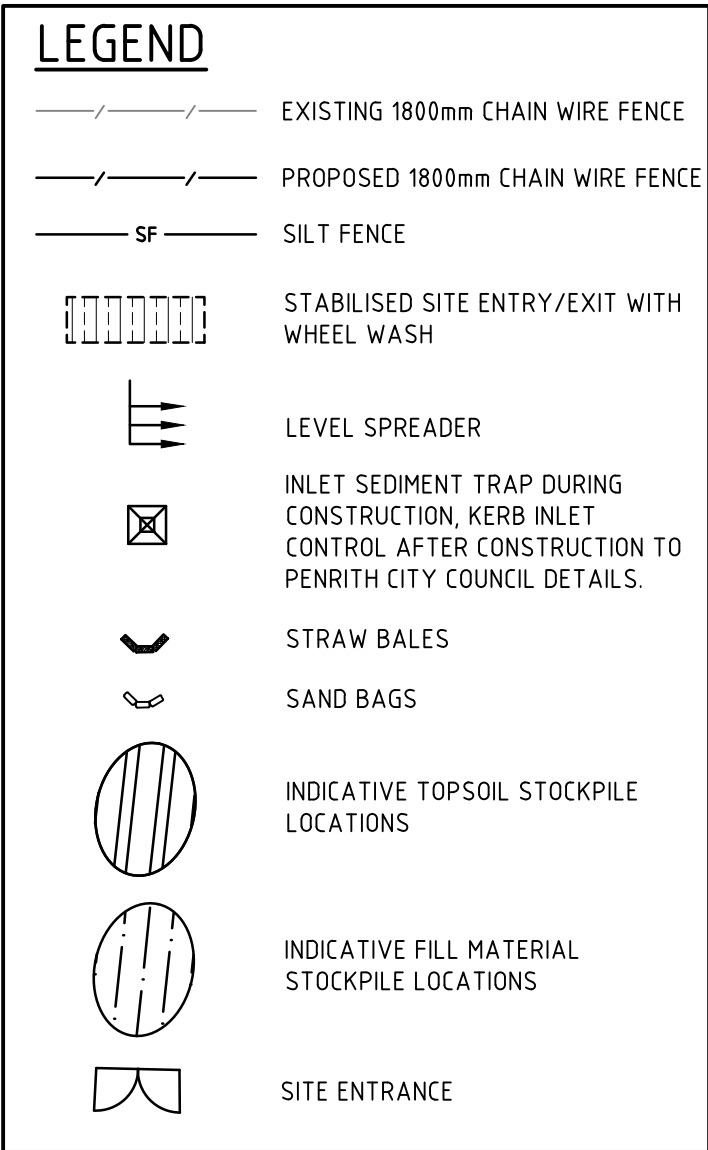 LEGEND
EXISTING 1800mm CHAIN WIRE FENCE
PROPOSED 1800mm CHAIN WIRE FENCE
SF
SILT FENCE
STABILISED SITE ENTRY/EXIT WITH
WHEEL WASH
LEVEL SPREADER
INLET SEDIMENT TRAP DURING
CONSTRUCTION, KERB INLET
CONTROL AFTER CONSTRUCTION TO
PENRITH CITY COUNCIL DETAILS.
STRAW BALES
SAND BAGS
INDICATIVE TOPSOIL STOCKPILE
LOCATIONS
INDICATIVE FILL MATERIAL
STOCKPILE LOCATIONS
SITE ENTRANCE